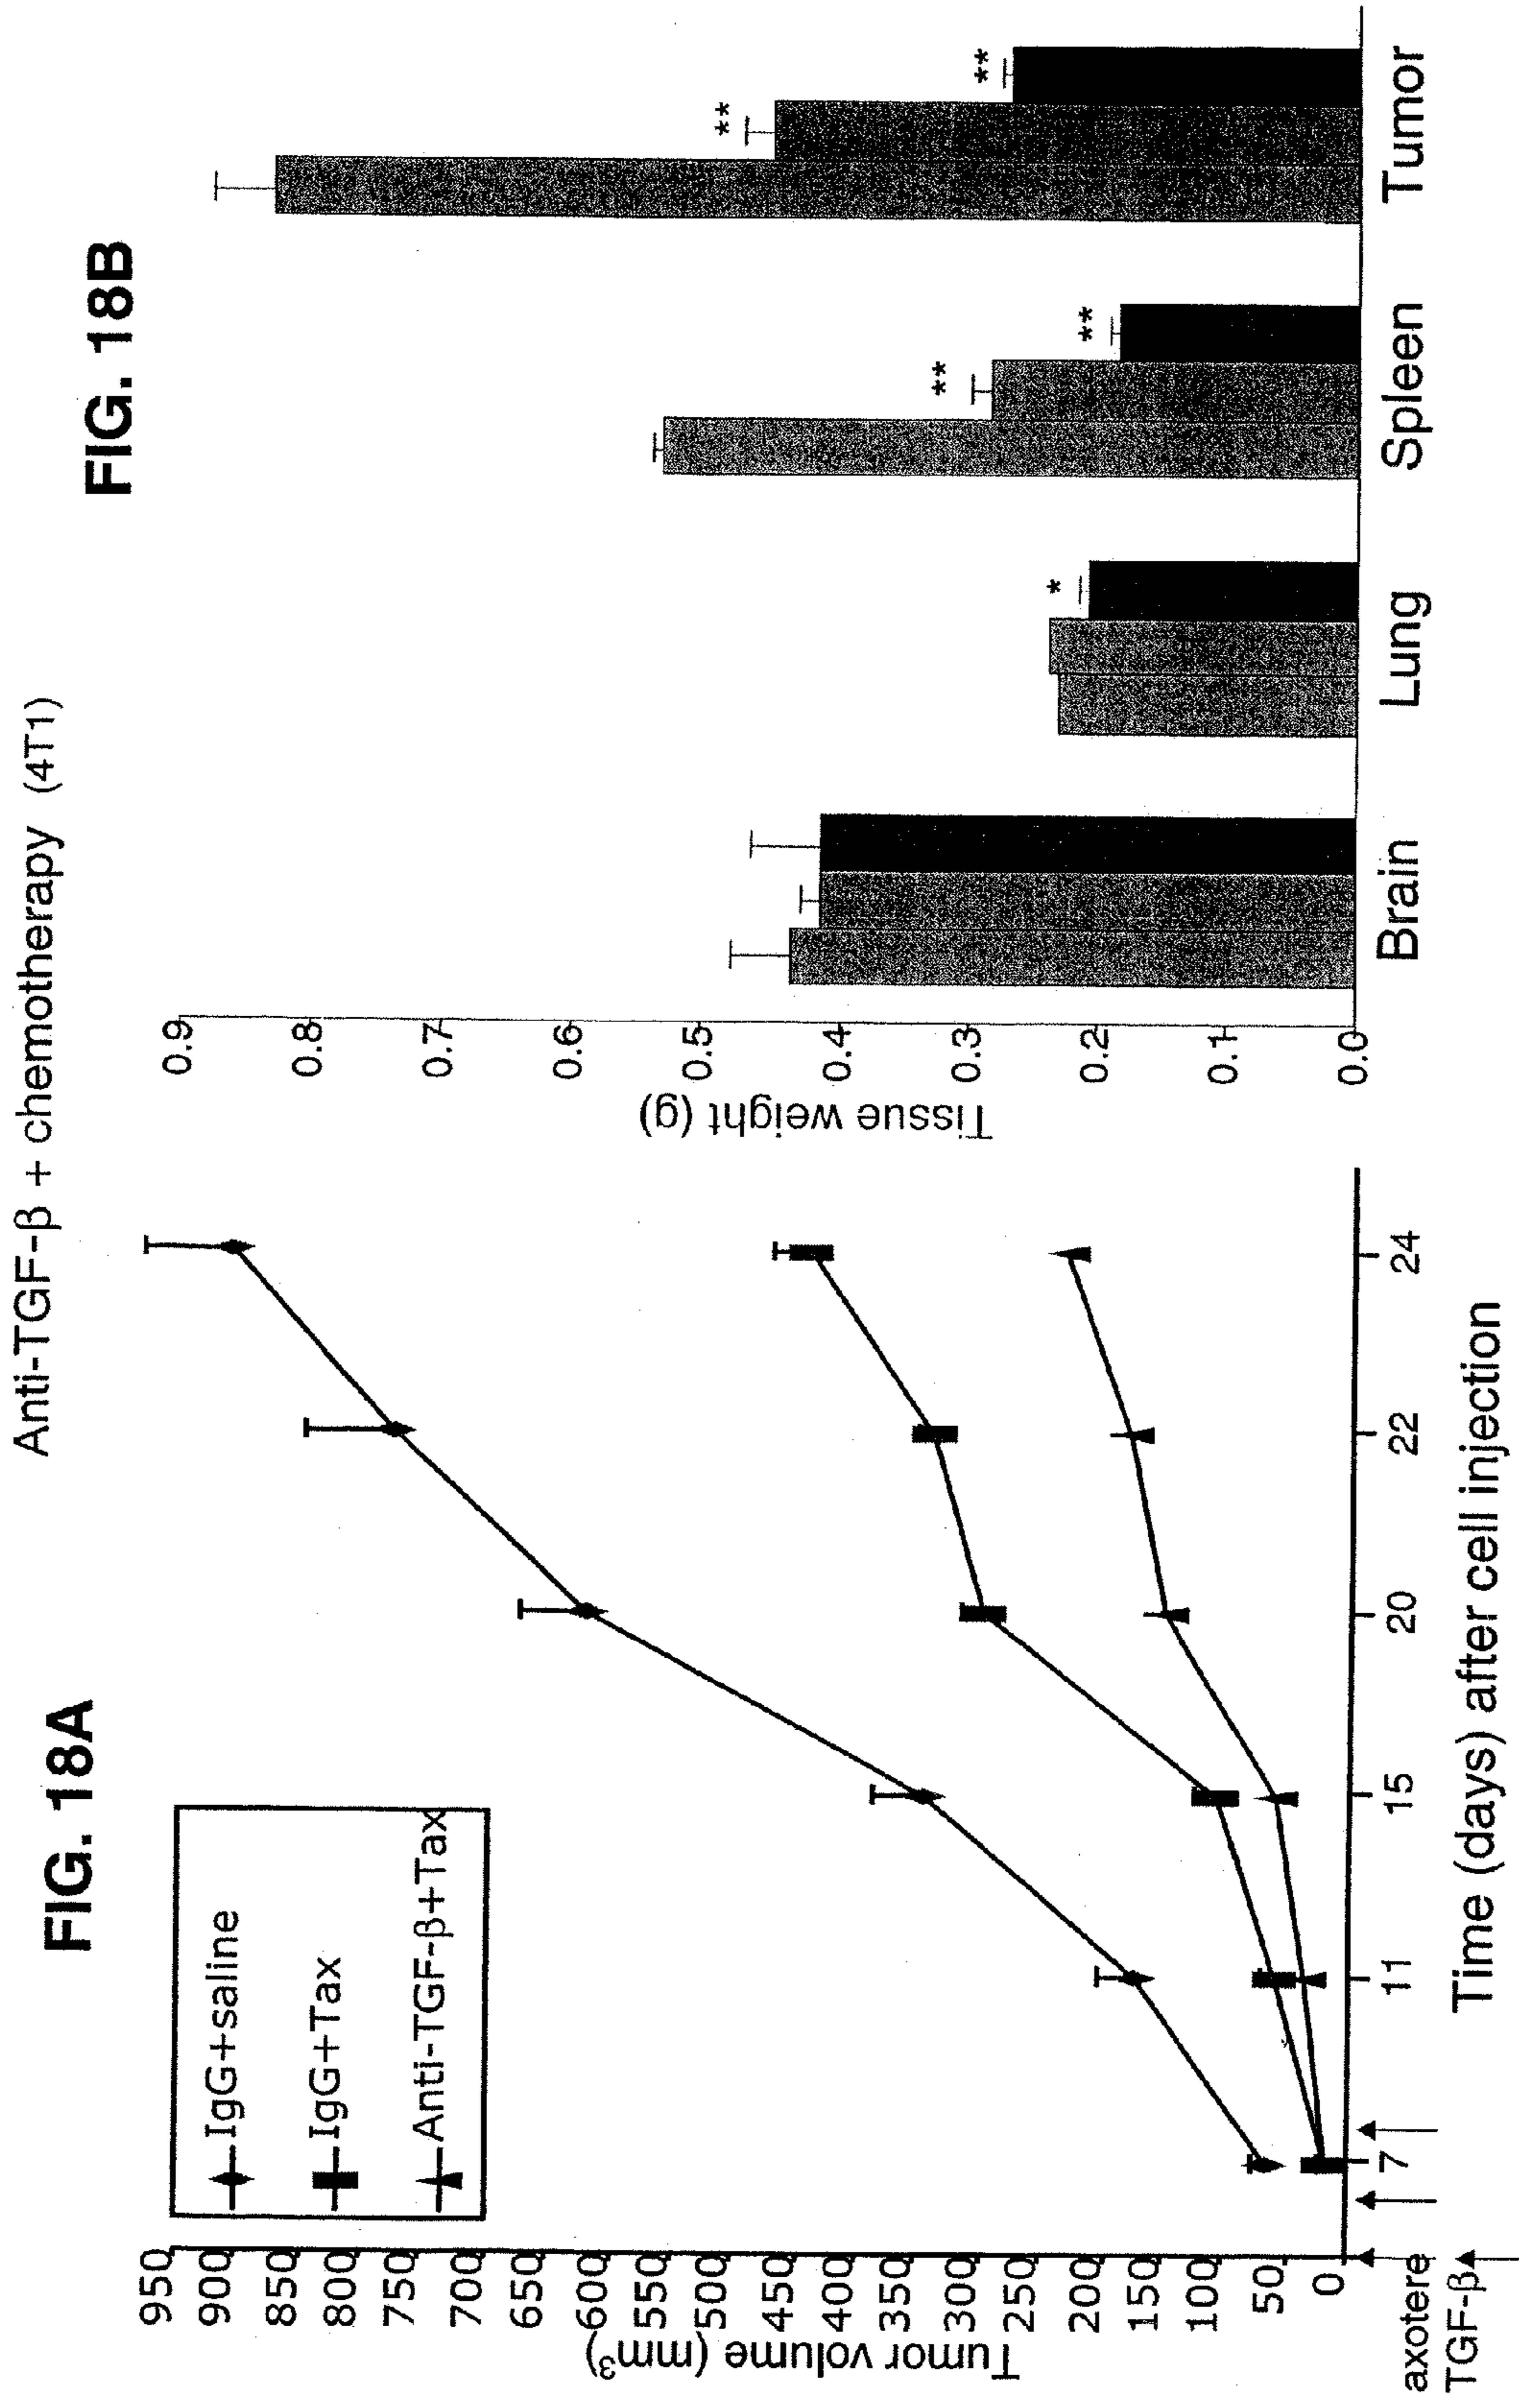 Anti-TGF-β + chemotherapy (4T1)
FIG. 18A
IgG+saline
IgG+Tax
Anti-TGF-β+Tax
Tumor volume (mm³)
950
900
850
800
750
700
650
600
550
500
450
400
350
300
250
200
150
100
50
0
7
11
15
20
22
24
axotere
TGF-β
Time (days) after cell injection
FIG. 18B
Tissue weight (g)
0.9
0.8
0.7
0.6
0.5
0.4
0.3
0.2
0.1
0.0
*
**
**
**
**
Brain
Lung
Spleen
Tumor